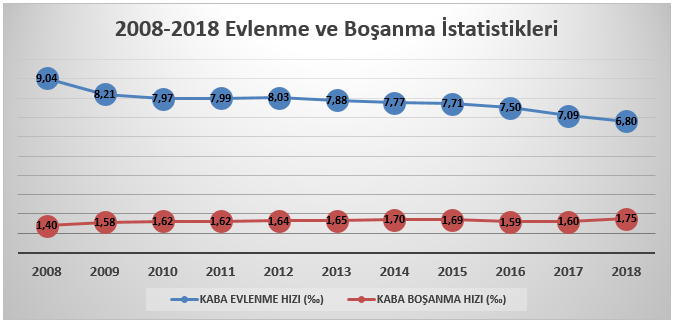 2008-2018 Evlenme ve Boşanma İstatistikleri
9,04 8,21 7,97 7,99 8,03 7,88 7,77 7,71 7,50 7,09 6,80
1,40 1,58 1,62 1,62 1,64 1,65 1,70 1,69 1,59 1,60 1,75
2008 2009 2010 2011 2012 2013 2014 2015 2016 2017 2018
KABA EVLENME HIZI (‰) KABA BOŞANMA HIZI (‰)